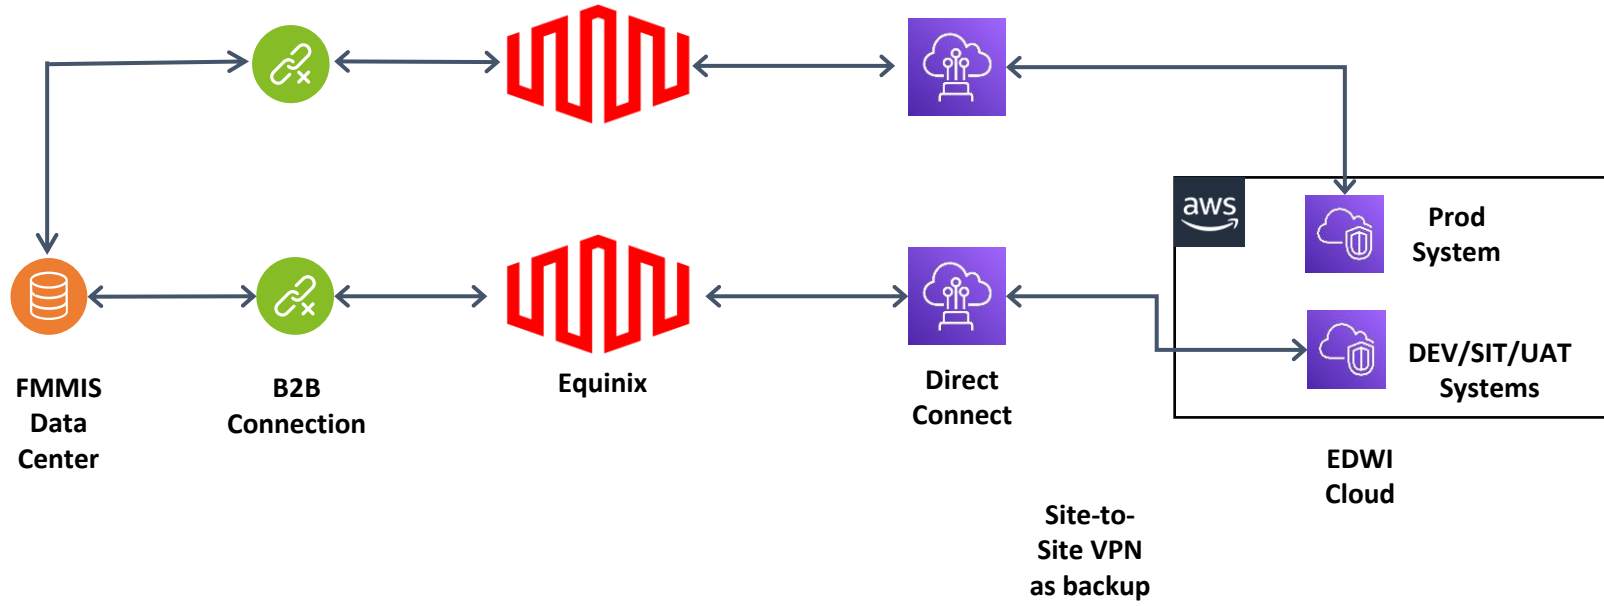 aws
Prod
System
DEV/SIT/UAT
Systems
FMMIS
Data
Center
B2B
Connection
Equinix
Direct
Connect
EDWI
Cloud
Site-to-
Site VPN
as backup